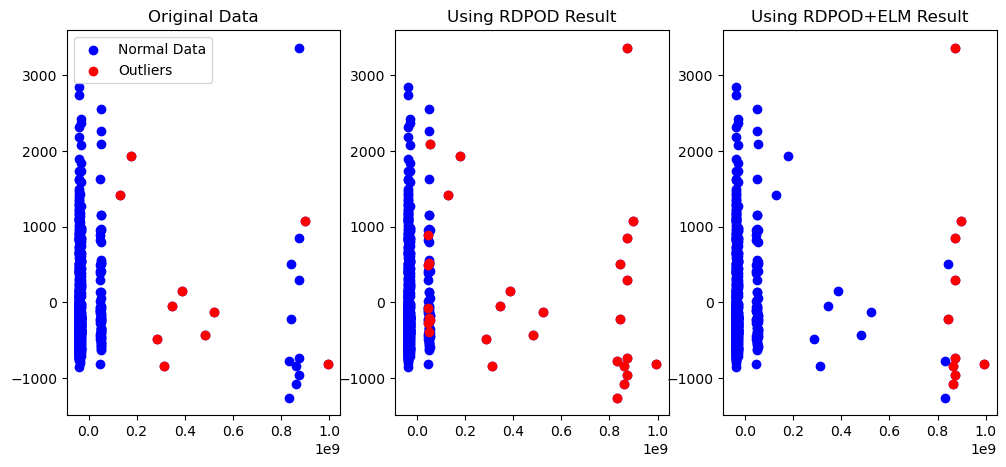 Original Data
Using RDPOD Result
Using RDPOD+ELM Result
Normal Data
Outliers
3000
2000
1000
0
−1000
0.0 0.2 0.4 0.6 0.8 1.0
1e9
3000
2000
1000
0
−1000
0.0 0.2 0.4 0.6 0.8 1.0
1e9
3000
2000
1000
0
−1000
0.0 0.2 0.4 0.6 0.8 1.0
1e9